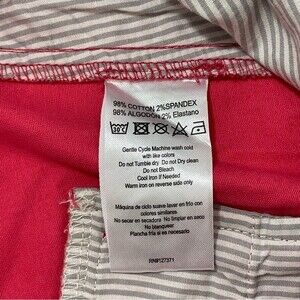 98% COTTON 2%SPANDEX
98% ALGODON 2% Elastano
30°C
Gentle Cycle Machine wash cold
with like colors
Do not Tumble dry Do not Dry clean
Do not Bleach
Cool Iron if Needed
Warm iron on reverse side only
Máquina de ciclo suave lavar en frío con
colores similares
No secar en secadora No limpiar en seco
No blanquear
Plancha fría si es necesario
RN#127371